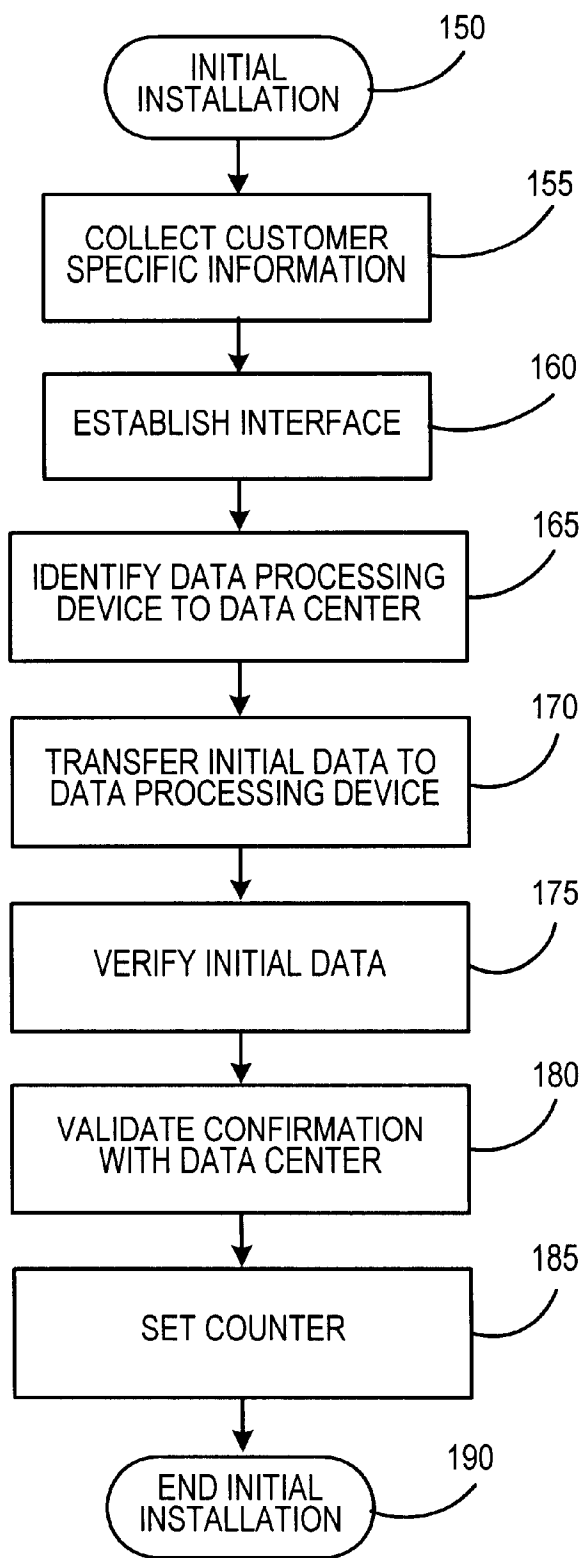 150
INITIAL
INSTALLATION
155
COLLECT CUSTOMER
SPECIFIC INFORMATION
160
ESTABLISH INTERFACE
165
IDENTIFY DATA PROCESSING
DEVICE TO DATA CENTER
170
TRANSFER INITIAL DATA TO
DATA PROCESSING DEVICE
175
VERIFY INITIAL DATA
180
VALIDATE CONFIRMATION
WITH DATA CENTER
185
SET COUNTER
190
END INITIAL
INSTALLATION